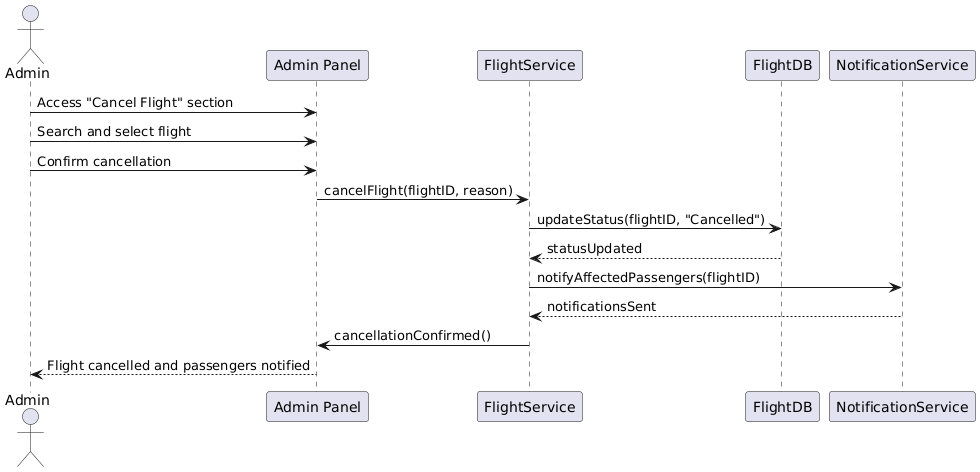 Admin
Admin Panel
FlightService
FlightDB
NotificationService
Access "Cancel Flight" section
Search and select flight
Confirm cancellation
cancelFlight(flightID, reason)
updateStatus(flightID, "Cancelled")
statusUpdated
notifyAffectedPassengers(flightID)
notificationsSent
cancellationConfirmed()
Flight cancelled and passengers notified
Admin
Admin Panel
FlightService
FlightDB
NotificationService